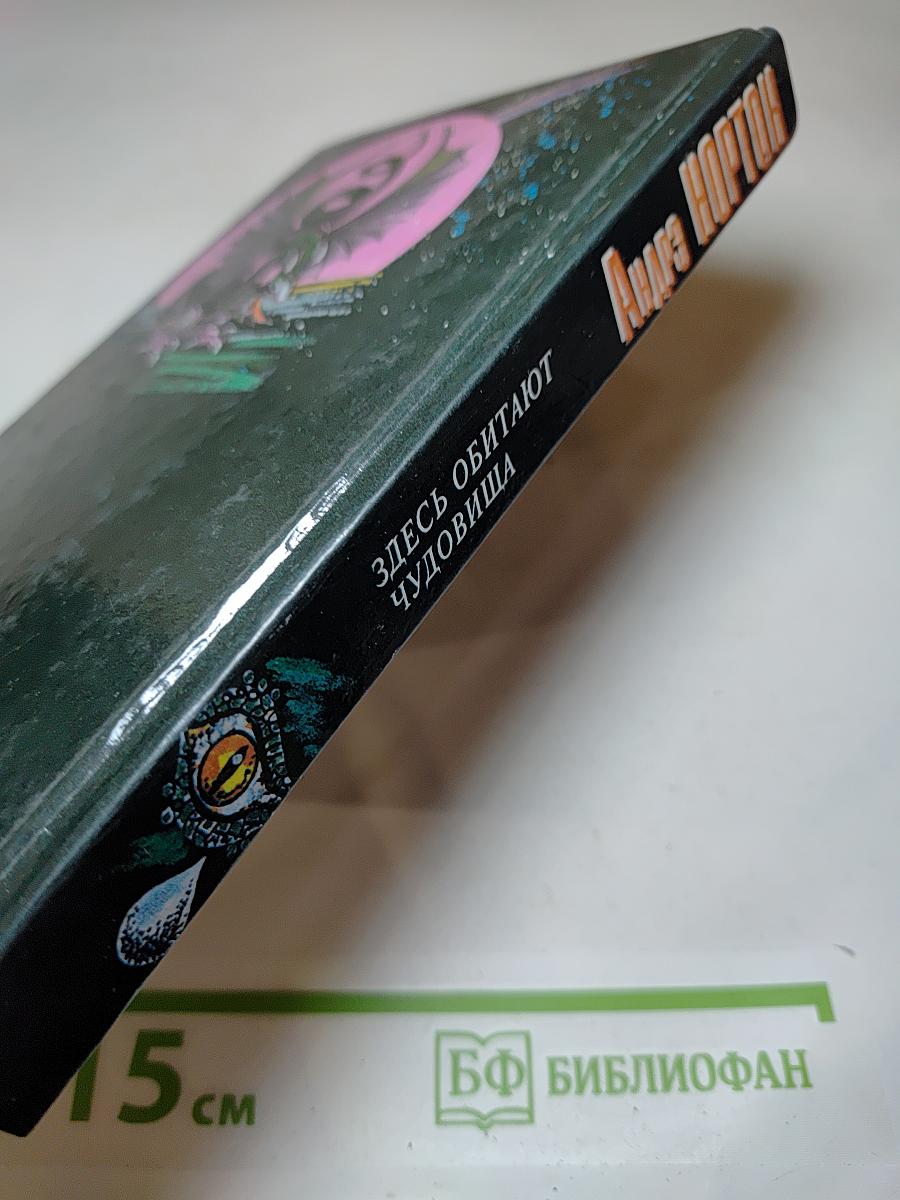 Андрэ НОРТОН
ЗДЕСЬ ОБИТАЮТ
ЧУДОВИЩА
15 см
БФ БИБЛИОФАН